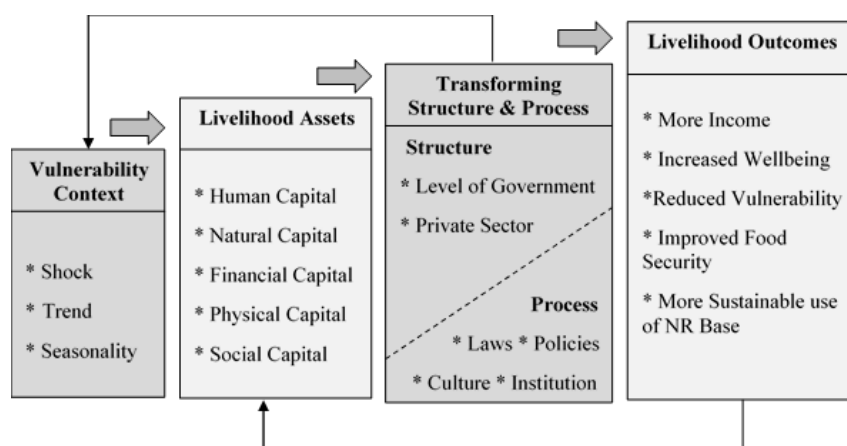 Vulnerability
Context
* Shock
* Trend
* Seasonality
Livelihood Assets
* Human Capital
* Natural Capital
* Financial Capital
* Physical Capital
* Social Capital
Transforming
Structure & Process
Structure
* Level of Government
* Private Sector
Process
* Laws * Policies
* Culture * Institution
Livelihood Outcomes
* More Income
* Increased Wellbeing
*Reduced Vulnerability
* Improved Food
Security
* More Sustainable use
of NR Base